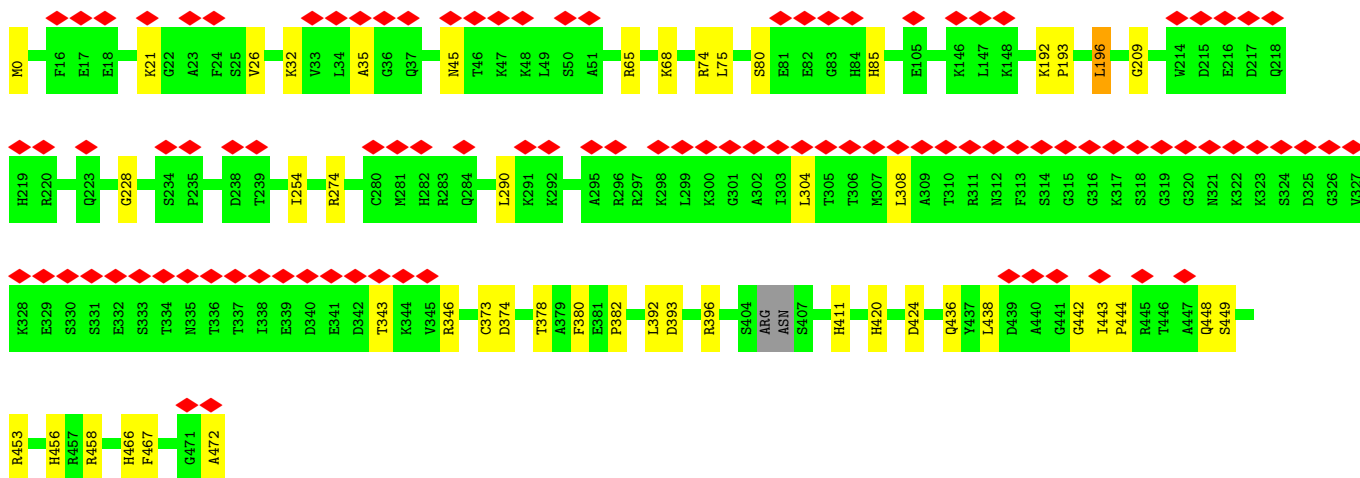 M0 F16 E17 E18 K21 G22 A23 F24 S25 V26 K32 V33 L34 A35 G36 Q37 N45 T46 K47 K48 L49 S50 A51 R65 K68 R74 L75 S80 E81 E82 G83 H84 H85 E105 K146 L147 K148 K192 P193 L196 G209 W214 D215 E216 D217 Q218
H219 R220 Q223 G228 S234 P235 D238 T239 I254 R274 C280 M281 H282 R283 Q284 L290 K291 K292 A295 R296 R297 K298 L299 K300 G301 A302 I303 L304 T305 T306 M307 L308 A309 T310 R311 N312 F313 S314 G315 G316 K317 S318 G319 G320 N321 K322 K323 S324 D325 G326 V327
K328 E329 S330 S331 E332 S333 T334 N335 T336 T337 I338 E339 D340 E341 D342 T343 K344 V345 R346 C373 D374 T378 A379 F380 E381 P382 L392 D393 R396 S404 ARG ASN S407 H411 H420 D424 Q436 Y437 L438 D439 A440 G441 G442 I443 P444 R445 T446 A447 Q448 S449
R453 H456 R457 R458 H466 F467 G471 A472